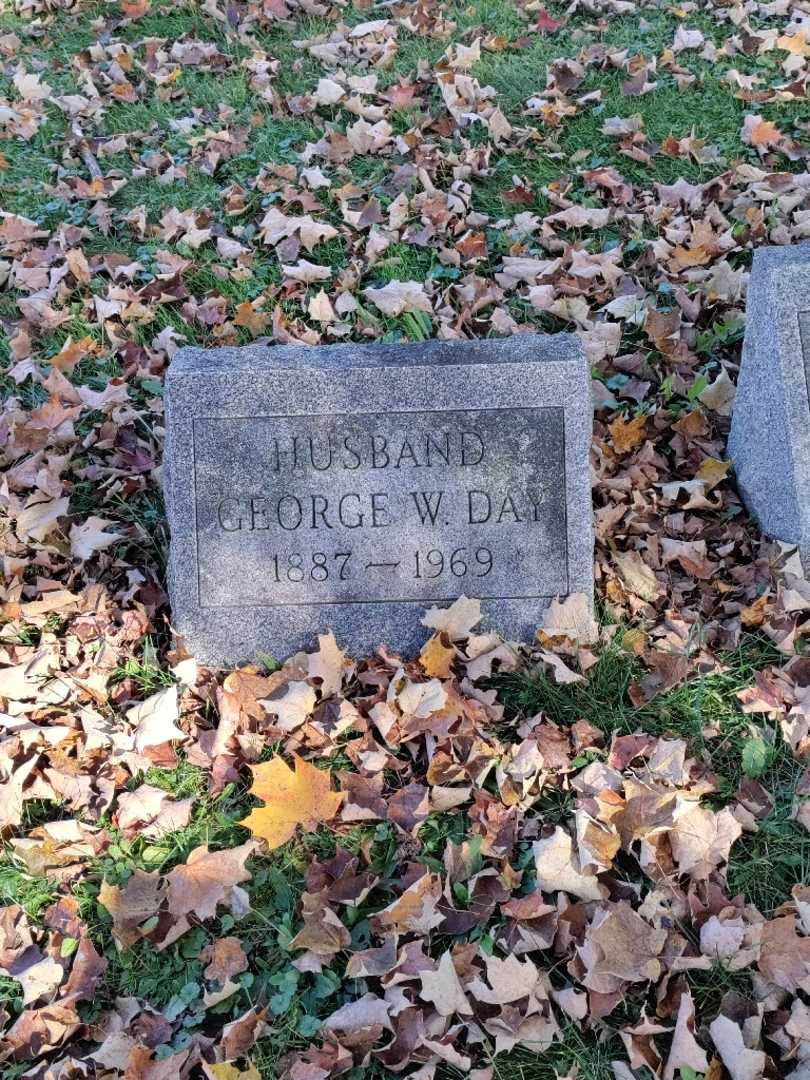 HUSBAND
GEORGE W. DAY
1887 — 1969